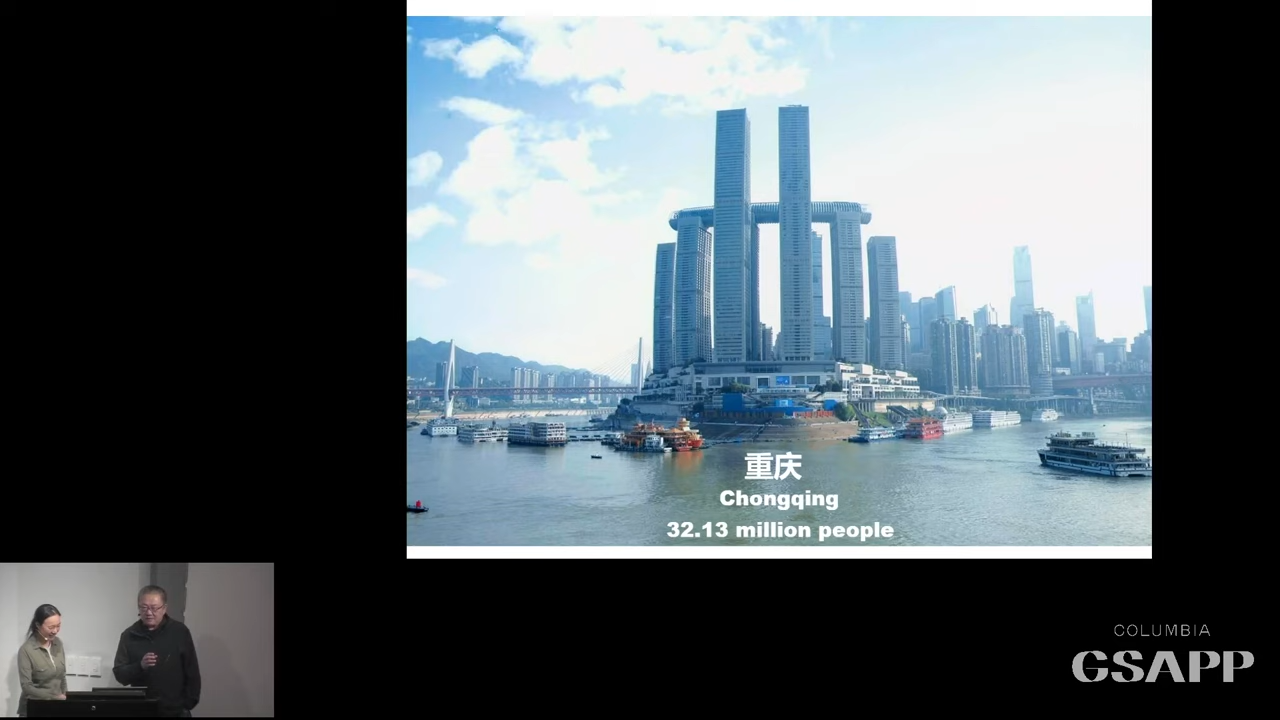 重庆
Chongqing
32.13 million people
COLUMBIA
GSAPP